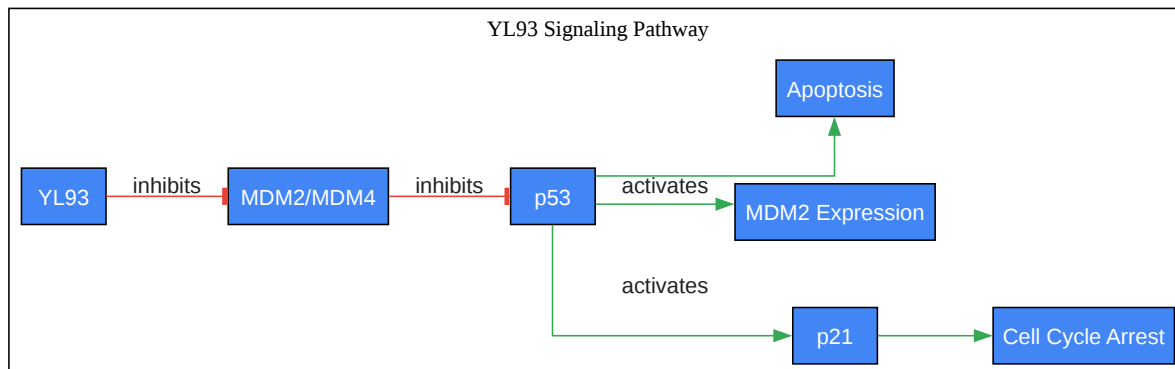 YL93 Signaling Pathway
Apoptosis
YL93
inhibits
MDM2/MDM4
inhibits
p53
activates
MDM2 Expression
activates
p21
Cell Cycle Arrest